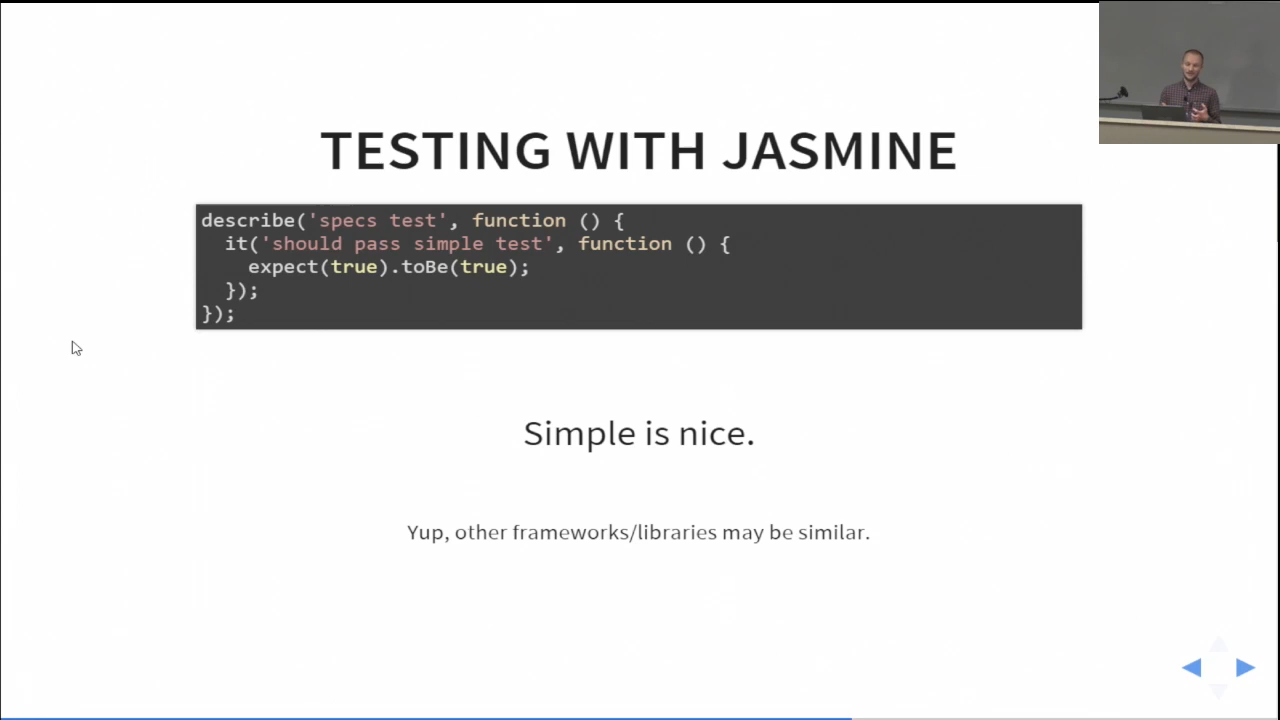 TESTING WITH JASMINE
describe('specs test', function () {
  it('should pass simple test', function () {
    expect(true).toBe(true);
  });
});
Simple is nice.
Yup, other frameworks/libraries may be similar.